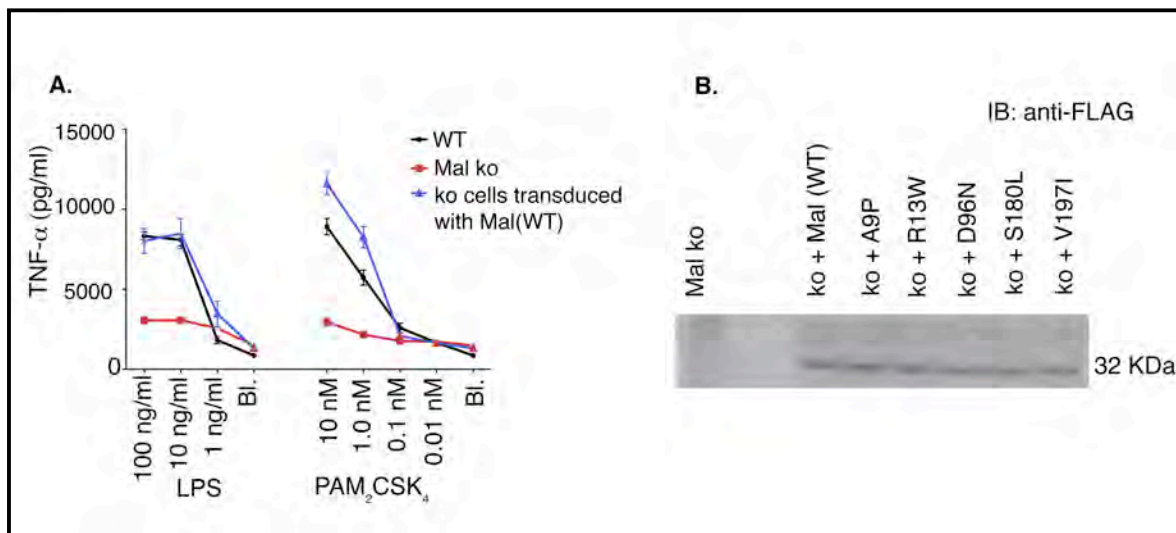 A.
15000
10000
5000
0
TNF-α (pg/ml)
WT
Mal ko
ko cells transduced
with Mal(WT)
100 ng/ml
10 ng/ml
1 ng/ml
Bl.
LPS
10 nM
1.0 nM
0.1 nM
0.01 nM
Bl.
PAM₂CSK₄
B.
IB: anti-FLAG
Mal ko
ko + Mal (WT)
ko + A9P
ko + R13W
ko + D96N
ko + S180L
ko + V197I
32 KDa